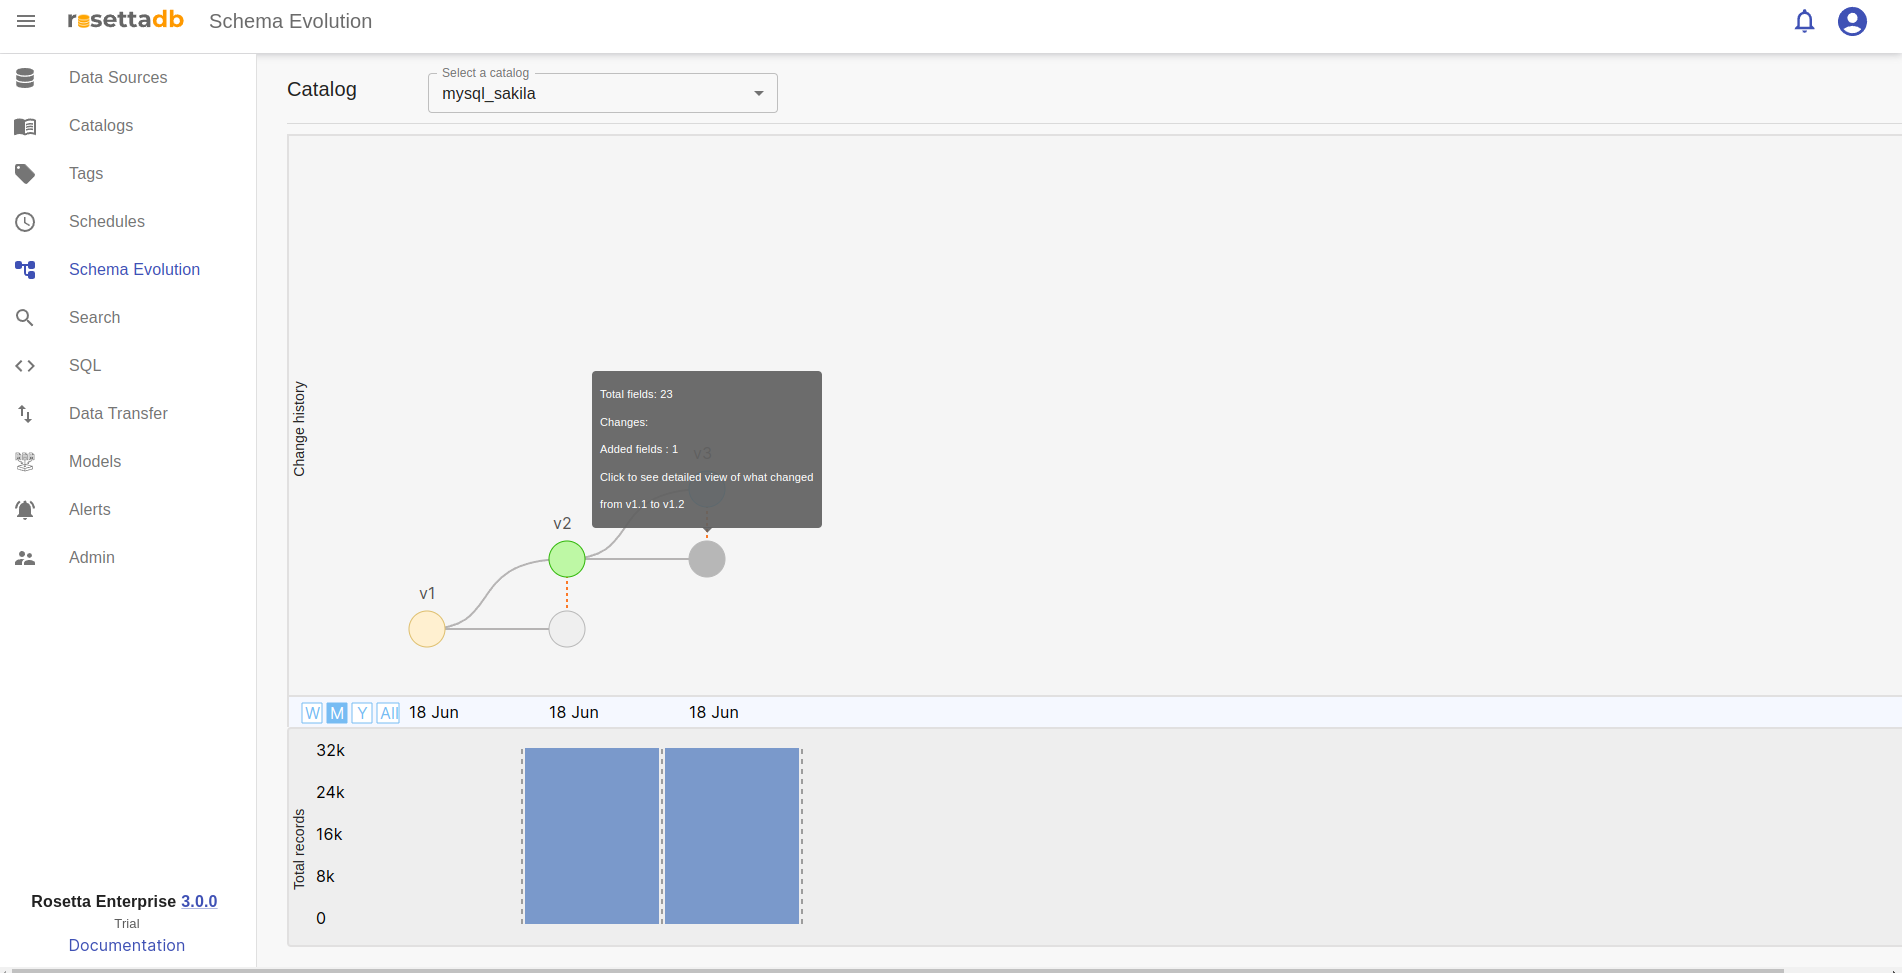 rosettadb
Schema Evolution
Data Sources
Catalogs
Tags
Schedules
Schema Evolution
Search
SQL
Data Transfer
Models
Alerts
Admin
Rosetta Enterprise 3.0.0
Trial
Documentation
Catalog
Select a catalog
mysql_sakila
Change history
Total fields: 23
Changes:
Added fields : 1
v3
Click to see detailed view of what changed
from v1.1 to v1.2
v2
v1
W M Y All 18 Jun 18 Jun 18 Jun
Total records
32k
24k
16k
8k
0